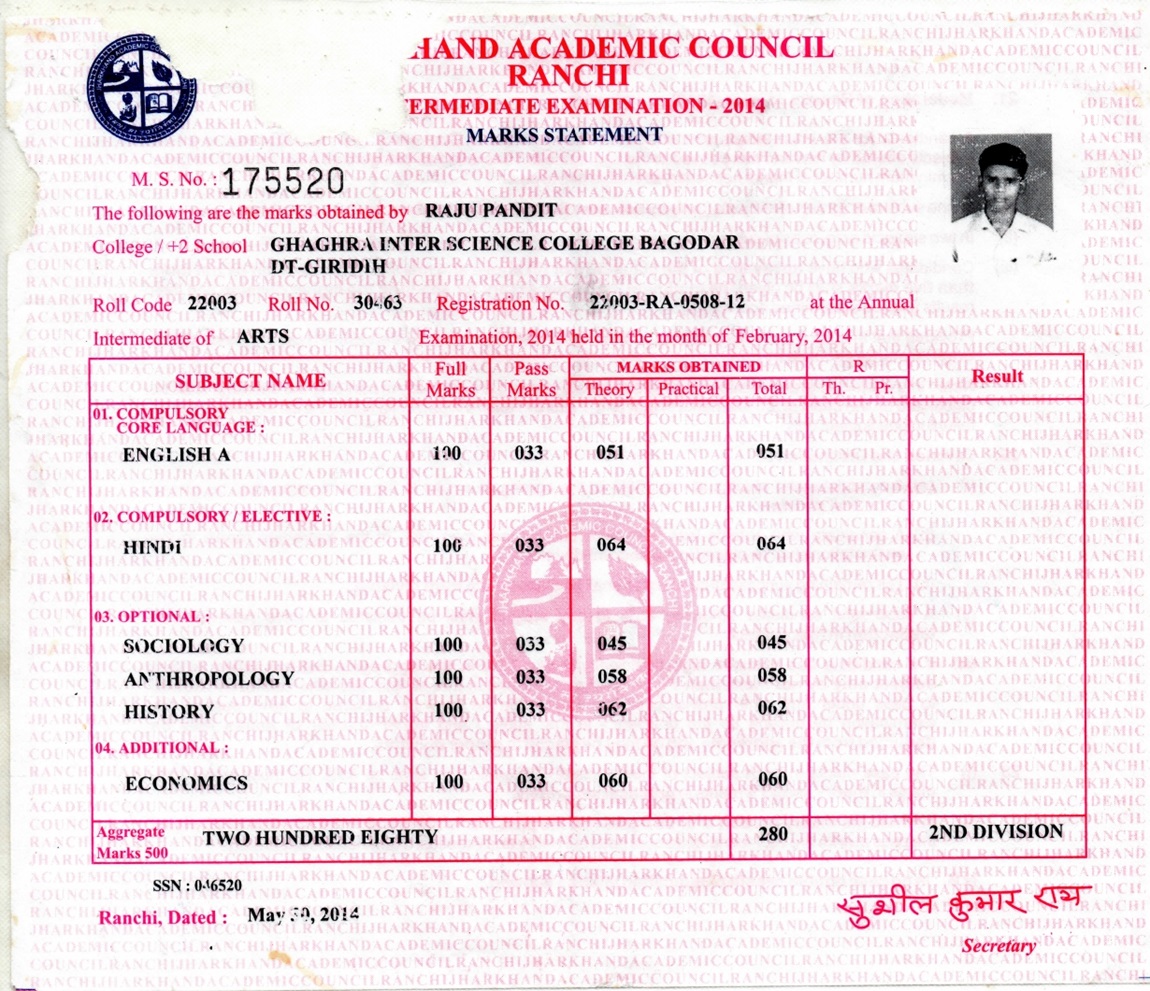 HAND ACADEMIC COUNCIL
RANCHI
TERMEDIATE EXAMINATION - 2014
MARKS STATEMENT
M. S. No. : 175520
The following are the marks obtained by RAJU PANDIT
College / +2 School GHAGHRA INTER SCIENCE COLLEGE BAGODAR
DT-GIRIDIH
Roll Code 22003 Roll No. Registration No. 22003-RA-0508-12 at the Annual
Intermediate of ARTS Examination, 2014 held in the month of February, 2014
SUBJECT NAME Full Marks Pass Marks MARKS OBTAINED R Result
Theory Practical Total Th. Pr.
01. COMPULSORY
CORE LANGUAGE :
ENGLISH A 100 033 051 051
02. COMPULSORY / ELECTIVE :
HINDI 100 033 064 064
03. OPTIONAL :
SOCIOLOGY 100 033 045 045
ANTHROPOLOGY 100 033 058 058
HISTORY 100 033 062 062
04. ADDITIONAL :
ECONOMICS 100 033 060 060
Aggregate
Marks 500 TWO HUNDRED EIGHTY 280 2ND DIVISION
SSN :
Ranchi, Dated : May 2014
सुशील कुमार राय
Secretary